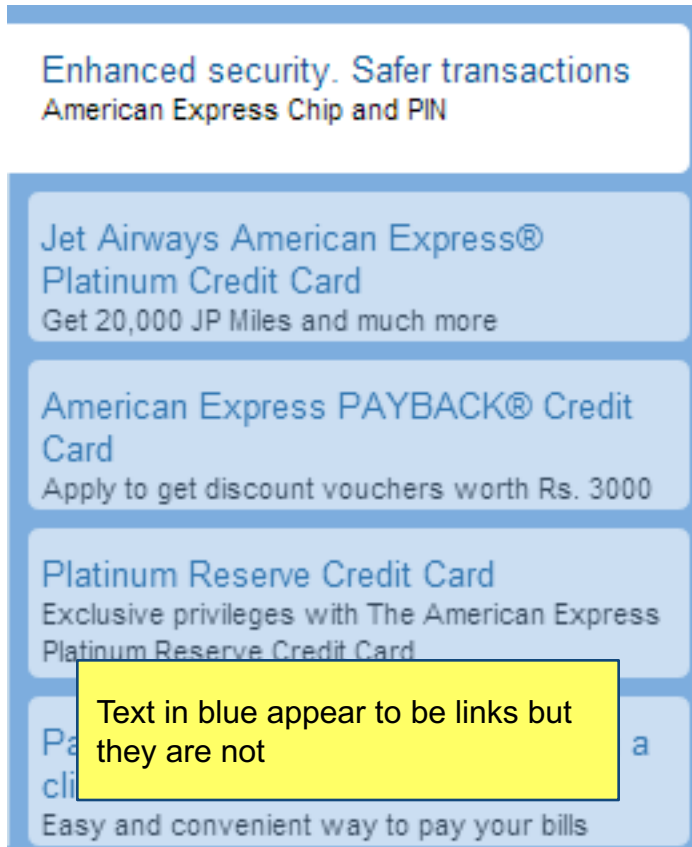 Enhanced security. Safer transactions
American Express Chip and PIN
Jet Airways American Express®
Platinum Credit Card
Get 20,000 JP Miles and much more
American Express PAYBACK® Credit
Card
Apply to get discount vouchers worth Rs. 3000
Platinum Reserve Credit Card
Exclusive privileges with The American Express
Platinum Reserve Credit Card
Text in blue appear to be links but
they are not
a
Easy and convenient way to pay your bills